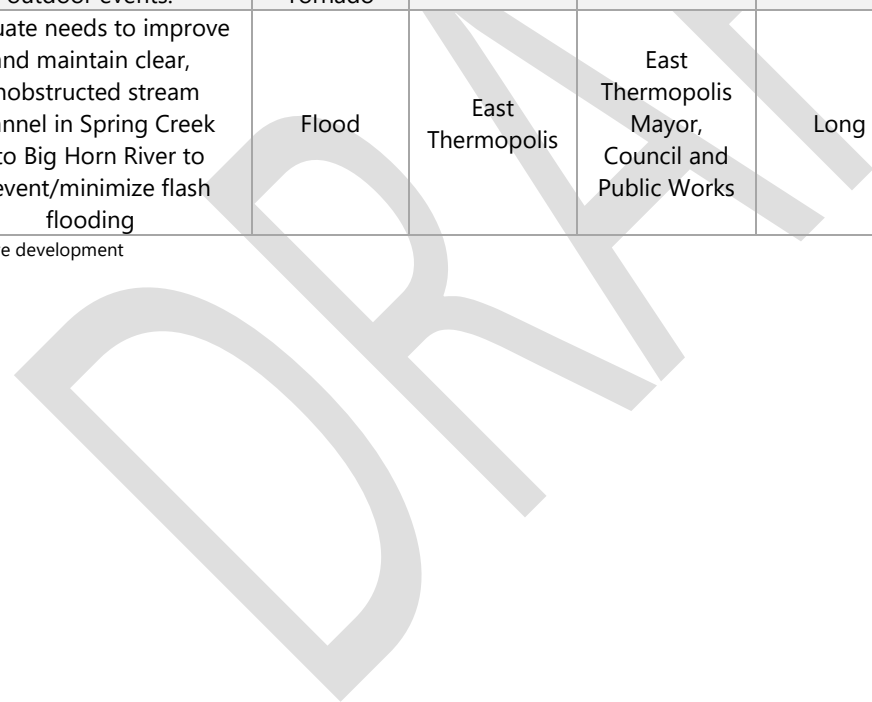 outdoor events. Tornado
uate needs to improve
nd maintain clear,
nobstructed stream
nnel in Spring Creek
to Big Horn River to
event/minimize flash
flooding
Flood
East
Thermopolis
East
Thermopolis
Mayor,
Council and
Public Works
Long
e development
DRAF